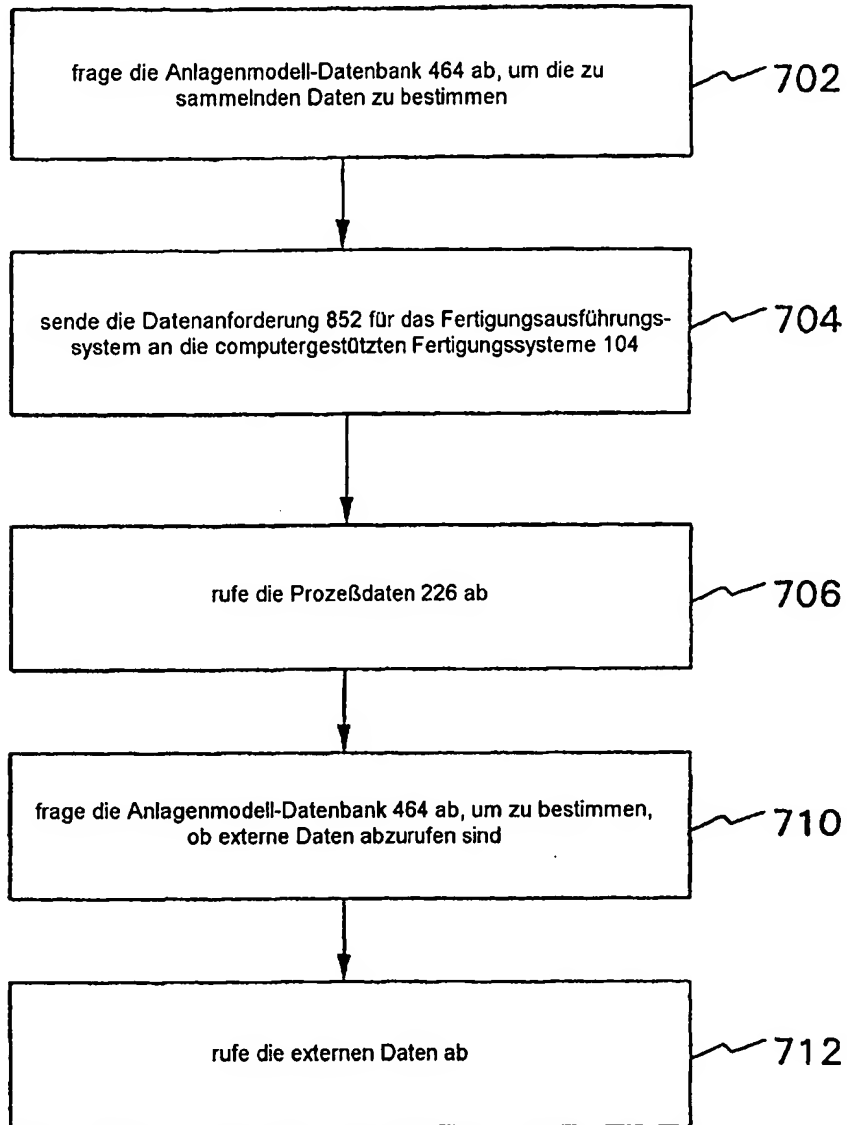 frage die Anlagenmodell-Datenbank 464 ab, um die zu
sammelnden Daten zu bestimmen
702
sende die Datenanforderung 852 für das Fertigungsausführungs-
system an die computergestützten Fertigungssysteme 104
704
rufe die Prozeßdaten 226 ab
706
frage die Anlagenmodell-Datenbank 464 ab, um zu bestimmen,
ob externe Daten abzurufen sind
710
rufe die externen Daten ab
712